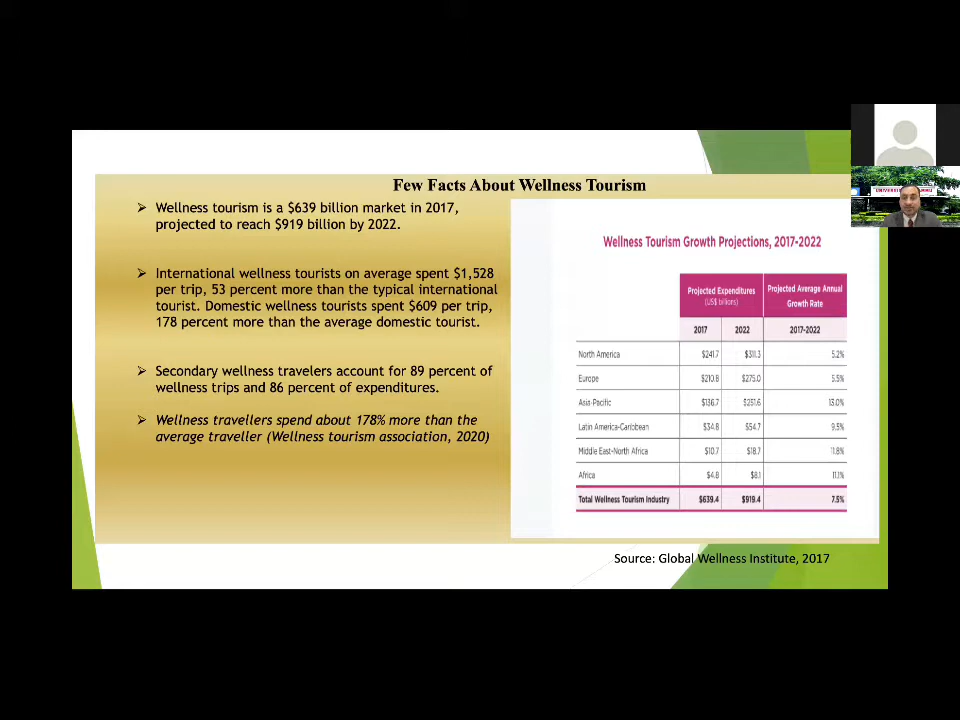 Few Facts About Wellness Tourism
➢ Wellness tourism is a $639 billion market in 2017,
projected to reach $919 billion by 2022.
➢ International wellness tourists on average spent $1,528
per trip, 53 percent more than the typical international
tourist. Domestic wellness tourists spent $609 per trip,
178 percent more than the average domestic tourist.
➢ Secondary wellness travelers account for 89 percent of
wellness trips and 86 percent of expenditures.
➢ Wellness travellers spend about 178% more than the
average traveller (Wellness tourism association, 2020)
Wellness Tourism Growth Projections, 2017-2022
Projected Expenditures
(US$ billions)
Projected Average Annual
Growth Rate
2017 2022 2017-2022
North America $241.7 $311.3 5.2%
Europe $210.8 $275.0 5.5%
Asia-Pacific $136.7 $251.6 13.0%
Latin America-Caribbean $34.8 $54.7 9.5%
Middle East-North Africa $10.7 $18.7 11.8%
Africa $4.8 $8.1 11.1%
Total Wellness Tourism Industry $639.4 $919.4 7.5%
Source: Global Wellness Institute, 2017